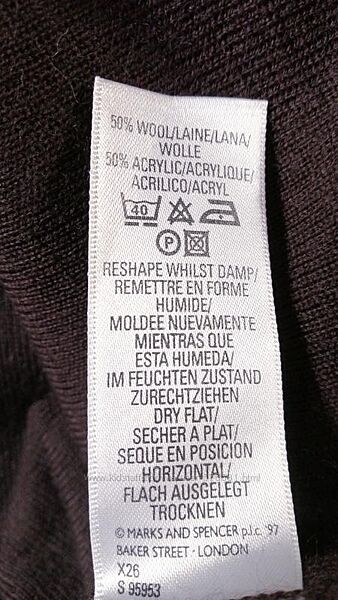 50% WOOL/LAINE/LANA/
WOLLE
50% ACRYLIC/ACRYLIQUE/
ACRILICO/ACRYL
40
P
RESHAPE WHILST DAMP/
REMETTRE EN FORME
HUMIDE/
MOLDEE NUEVAMENTE
MIENTRAS QUE
ESTA HUMEDA/
IM FEUCHTEN ZUSTAND
ZURECHTZIEHEN
DRY FLAT/
SECHER A PLAT/
SEQUE EN POSICION
HORIZONTAL/
FLACH AUSGELEGT
TROCKNEN
© MARKS AND SPENCER p.l.c. '97
BAKER STREET · LONDON
X26
S 95953